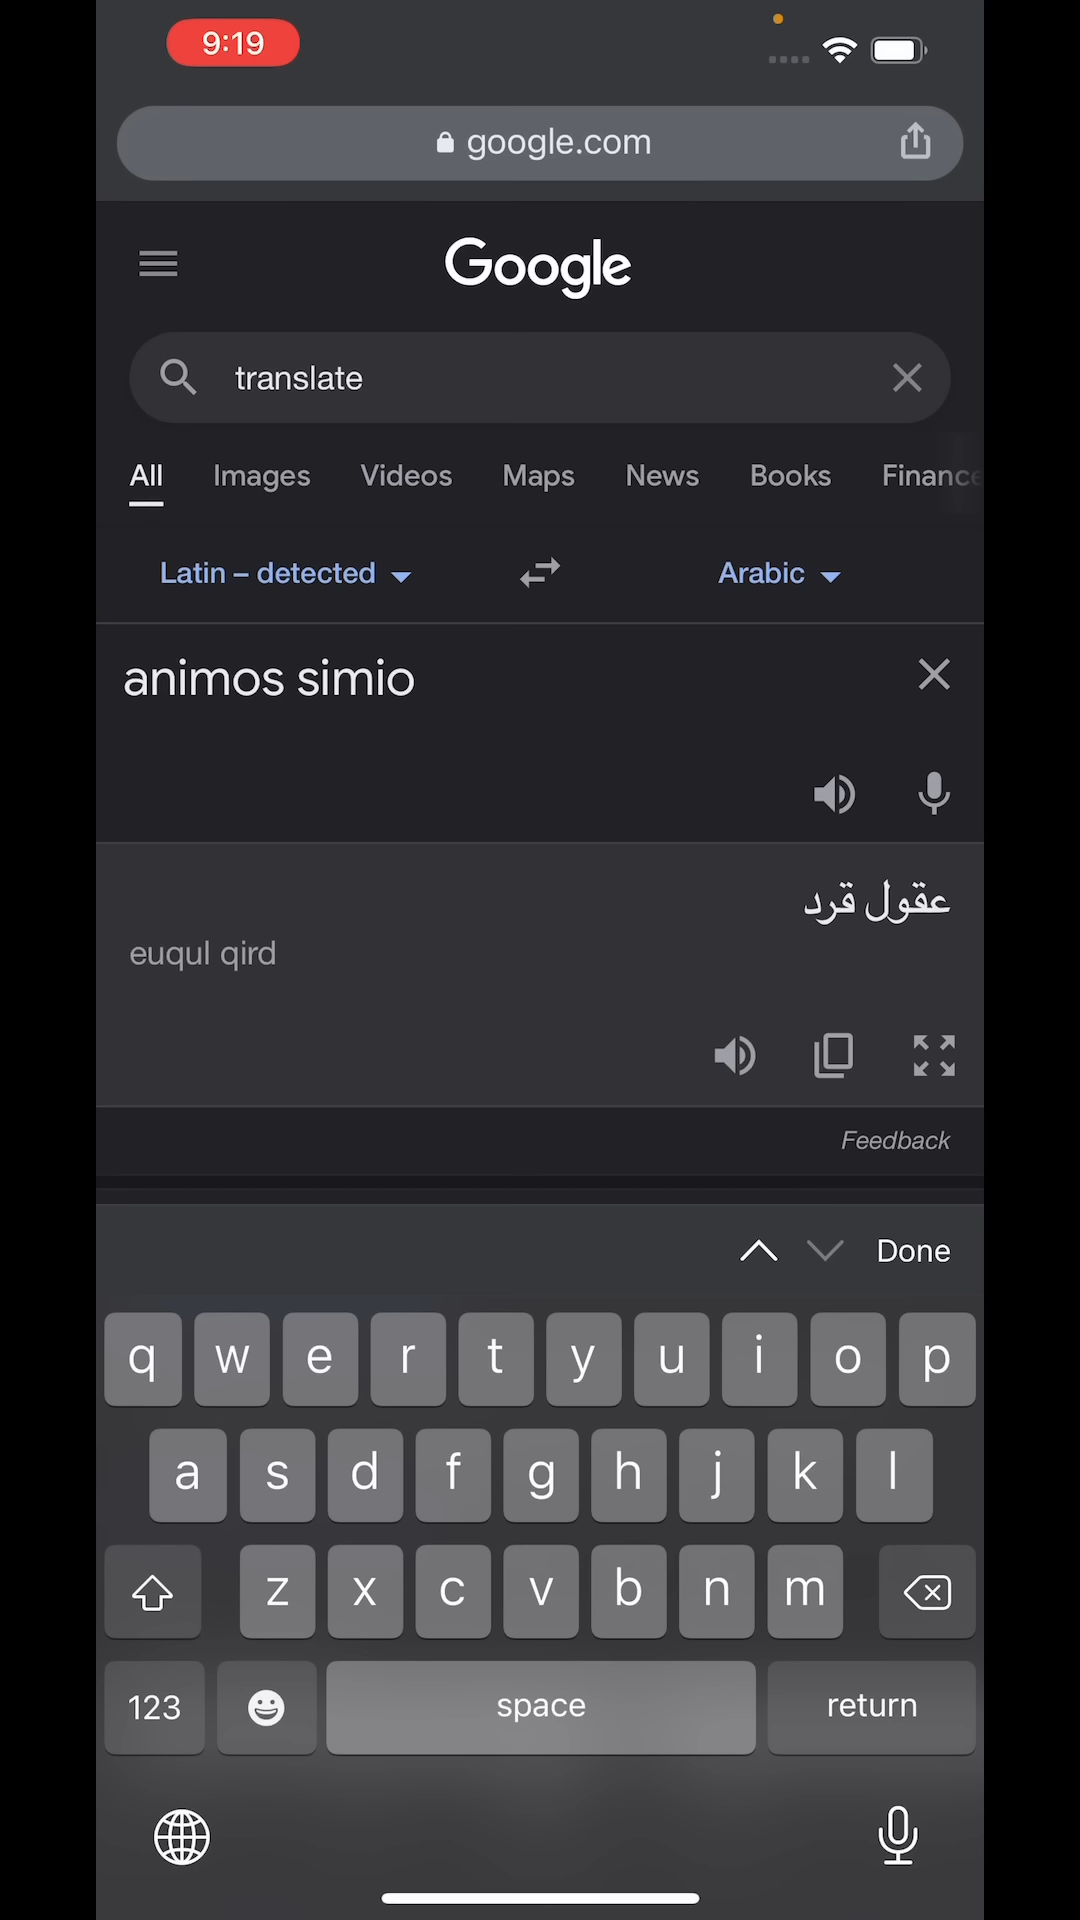 9:19
google.com
Google
translate
All Images Videos Maps News Books Finance
Latin – detected Arabic
animos simio
عقول قرد
euqul qird
Feedback
Done
q w e r t y u i o p
a s d f g h j k l
z x c v b n m
123 space return